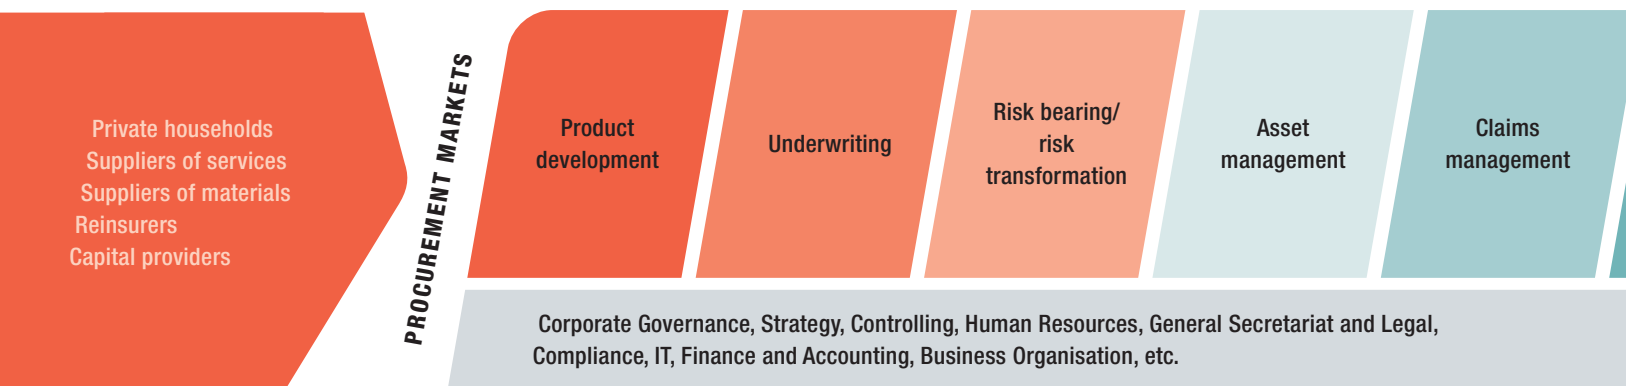 Private households
Suppliers of services
Suppliers of materials
Reinsurers
Capital providers
PROCUREMENT MARKETS
Product
development
Underwriting
Risk bearing/
risk
transformation
Asset
management
Claims
management
Corporate Governance, Strategy, Controlling, Human Resources, General Secretariat and Legal,
Compliance, IT, Finance and Accounting, Business Organisation, etc.